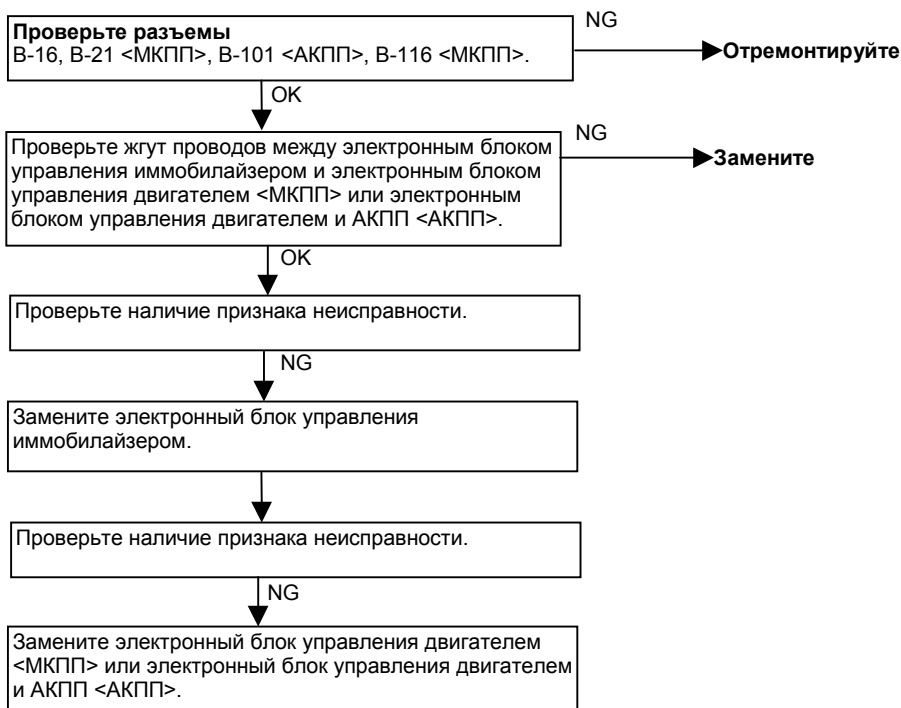 NG
Проверьте разъемы
B-16, B-21 <МКПП>, B-101 <АКПП>, B-116 <МКПП>.
Отремонтируйте
OK
NG
Проверьте жгут проводов между электронным блоком
управления иммобилайзером и электронным блоком
управления двигателем <МКПП> или электронным
блоком управления двигателем и АКПП <АКПП>.
Замените
OK
Проверьте наличие признака неисправности.
NG
Замените электронный блок управления
иммобилайзером.
Проверьте наличие признака неисправности.
NG
Замените электронный блок управления двигателем
<МКПП> или электронный блок управления двигателем
и АКПП <АКПП>.